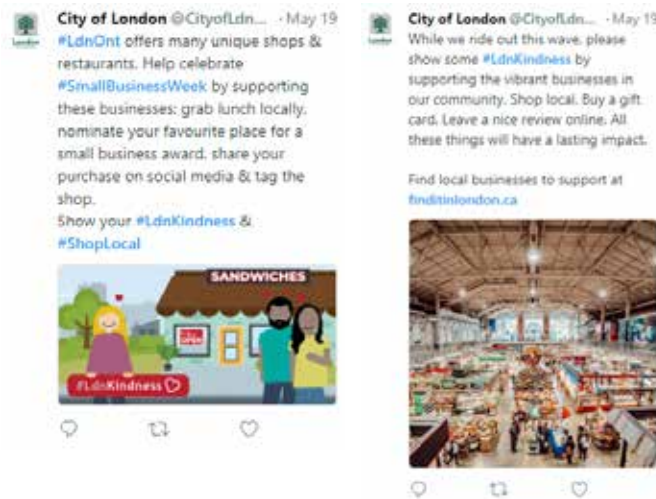 City of London @CityofLdn... · May 19
#LdnOnt offers many unique shops &
restaurants. Help celebrate
#SmallBusinessWeek by supporting
these businesses: grab lunch locally,
nominate your favourite place for a
small business award, share your
purchase on social media & tag the
shop.
Show your #LdnKindness &
#ShopLocal
SANDWICHES
OPEN
#LdnKindness
City of London @CityofLdn... · May 19
While we ride out this wave, please
show some #LdnKindness by
supporting the vibrant businesses in
our community. Shop local. Buy a gift
card. Leave a nice review online. All
these things will have a lasting impact.
Find local businesses to support at
finditinlondon.ca